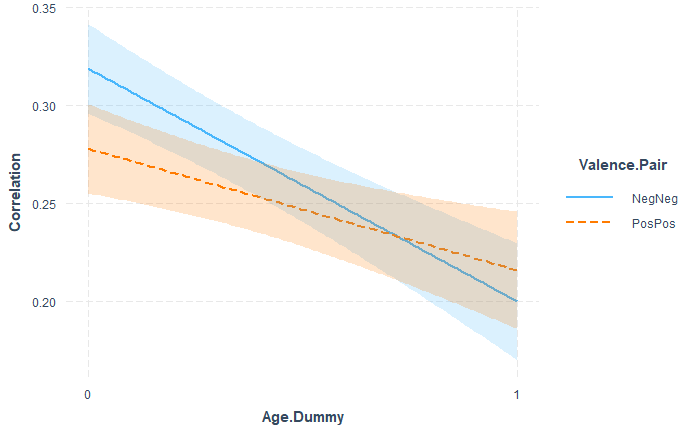 0.35
0.30
0.25
0.20
Correlation
0
1
Age.Dummy
Valence.Pair
NegNeg
PosPos